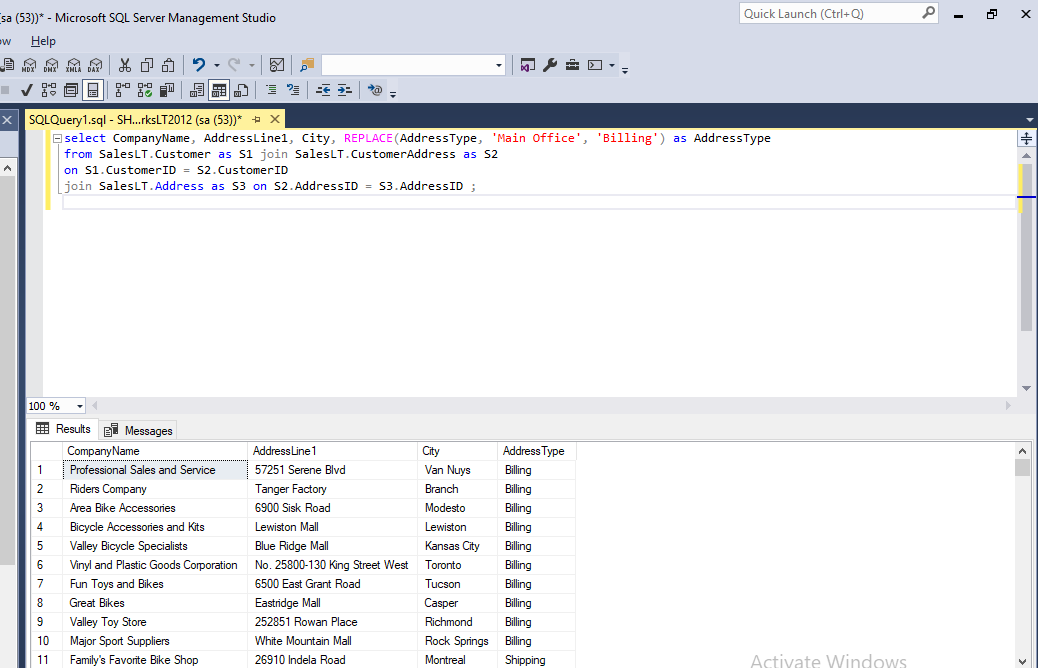 (sa (53))* - Microsoft SQL Server Management Studio
Quick Launch (Ctrl+Q)
ow Help
MDX DMX XMLA DAX
SQLQuery1.sql - SH...rksLT2012 (sa (53))*
select CompanyName, AddressLine1, City, REPLACE(AddressType, 'Main Office', 'Billing') as AddressType
from SalesLT.Customer as S1 join SalesLT.CustomerAddress as S2
on S1.CustomerID = S2.CustomerID
join SalesLT.Address as S3 on S2.AddressID = S3.AddressID ;
100 %
Results Messages
CompanyName AddressLine1 City AddressType
1 Professional Sales and Service 57251 Serene Blvd Van Nuys Billing
2 Riders Company Tanger Factory Branch Billing
3 Area Bike Accessories 6900 Sisk Road Modesto Billing
4 Bicycle Accessories and Kits Lewiston Mall Lewiston Billing
5 Valley Bicycle Specialists Blue Ridge Mall Kansas City Billing
6 Vinyl and Plastic Goods Corporation No. 25800-130 King Street West Toronto Billing
7 Fun Toys and Bikes 6500 East Grant Road Tucson Billing
8 Great Bikes Eastridge Mall Casper Billing
9 Valley Toy Store 252851 Rowan Place Richmond Billing
10 Major Sport Suppliers White Mountain Mall Rock Springs Billing
11 Family's Favorite Bike Shop 26910 Indela Road Montreal Shipping
Activate Windows